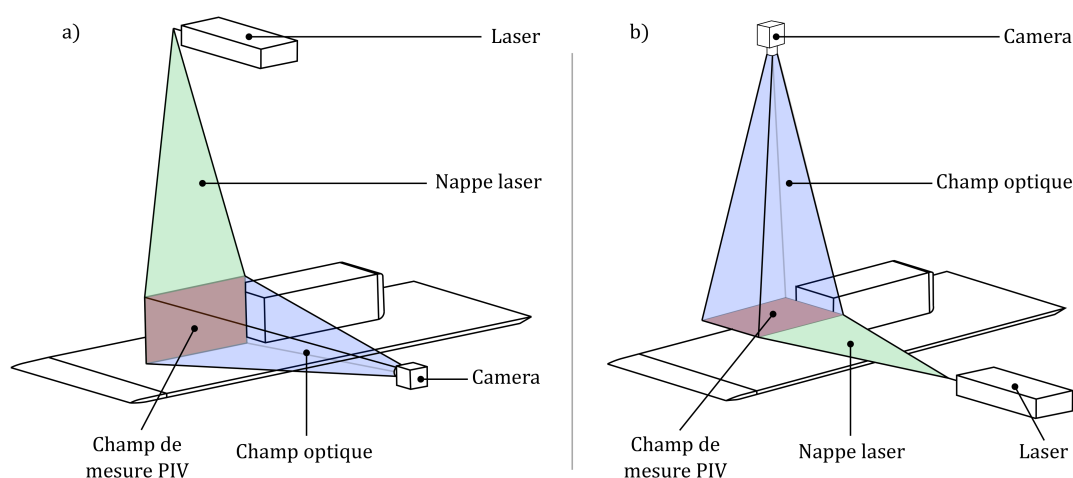 a)
Laser
Nappe laser
Camera
Champ de
mesure PIV
Champ optique
b)
Camera
Champ optique
Champ de
mesure PIV
Nappe laser
Laser